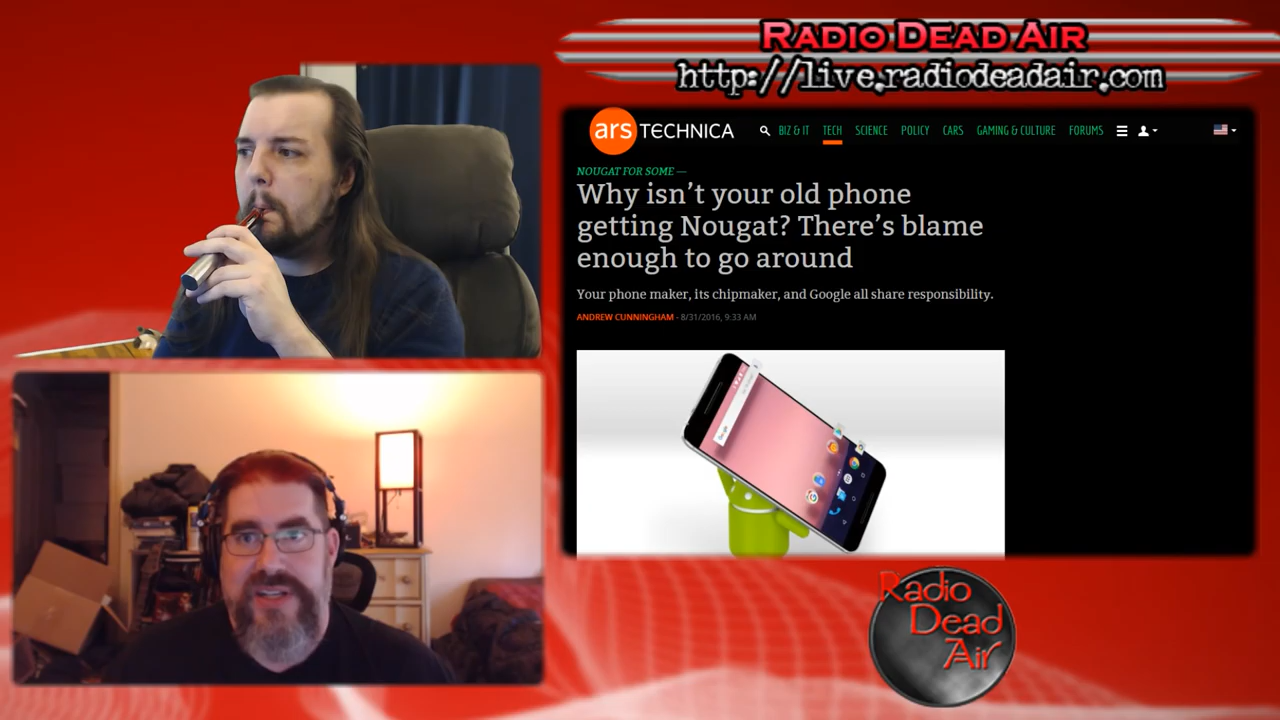 Radio Dead Air
http://live.radiodeadair.com
ars TECHNICA BIZ & IT TECH SCIENCE POLICY CARS GAMING & CULTURE FORUMS
NOUGAT FOR SOME —
Why isn't your old phone
getting Nougat? There's blame
enough to go around
Your phone maker, its chipmaker, and Google all share responsibility.
ANDREW CUNNINGHAM - 8/31/2016, 9:33 AM
Google
Radio
Dead
Air